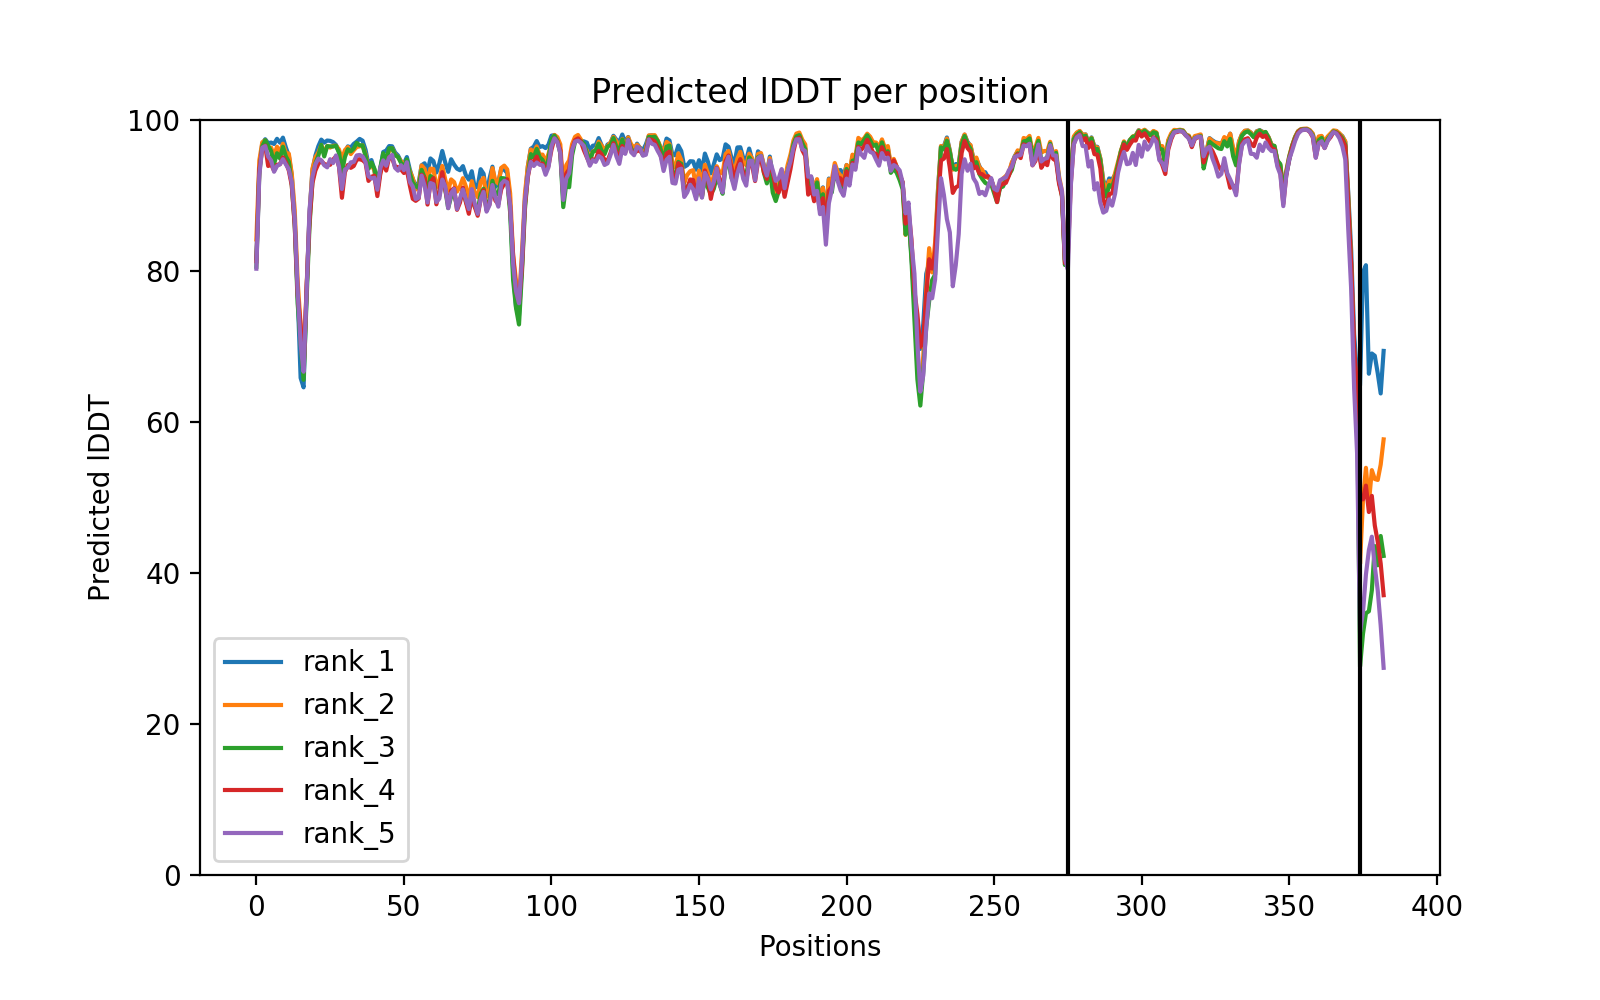 Predicted lDDT per position
100
80
60
40
20
0
Predicted lDDT
rank_1
rank_2
rank_3
rank_4
rank_5
0 50 100 150 200 250 300 350 400
Positions